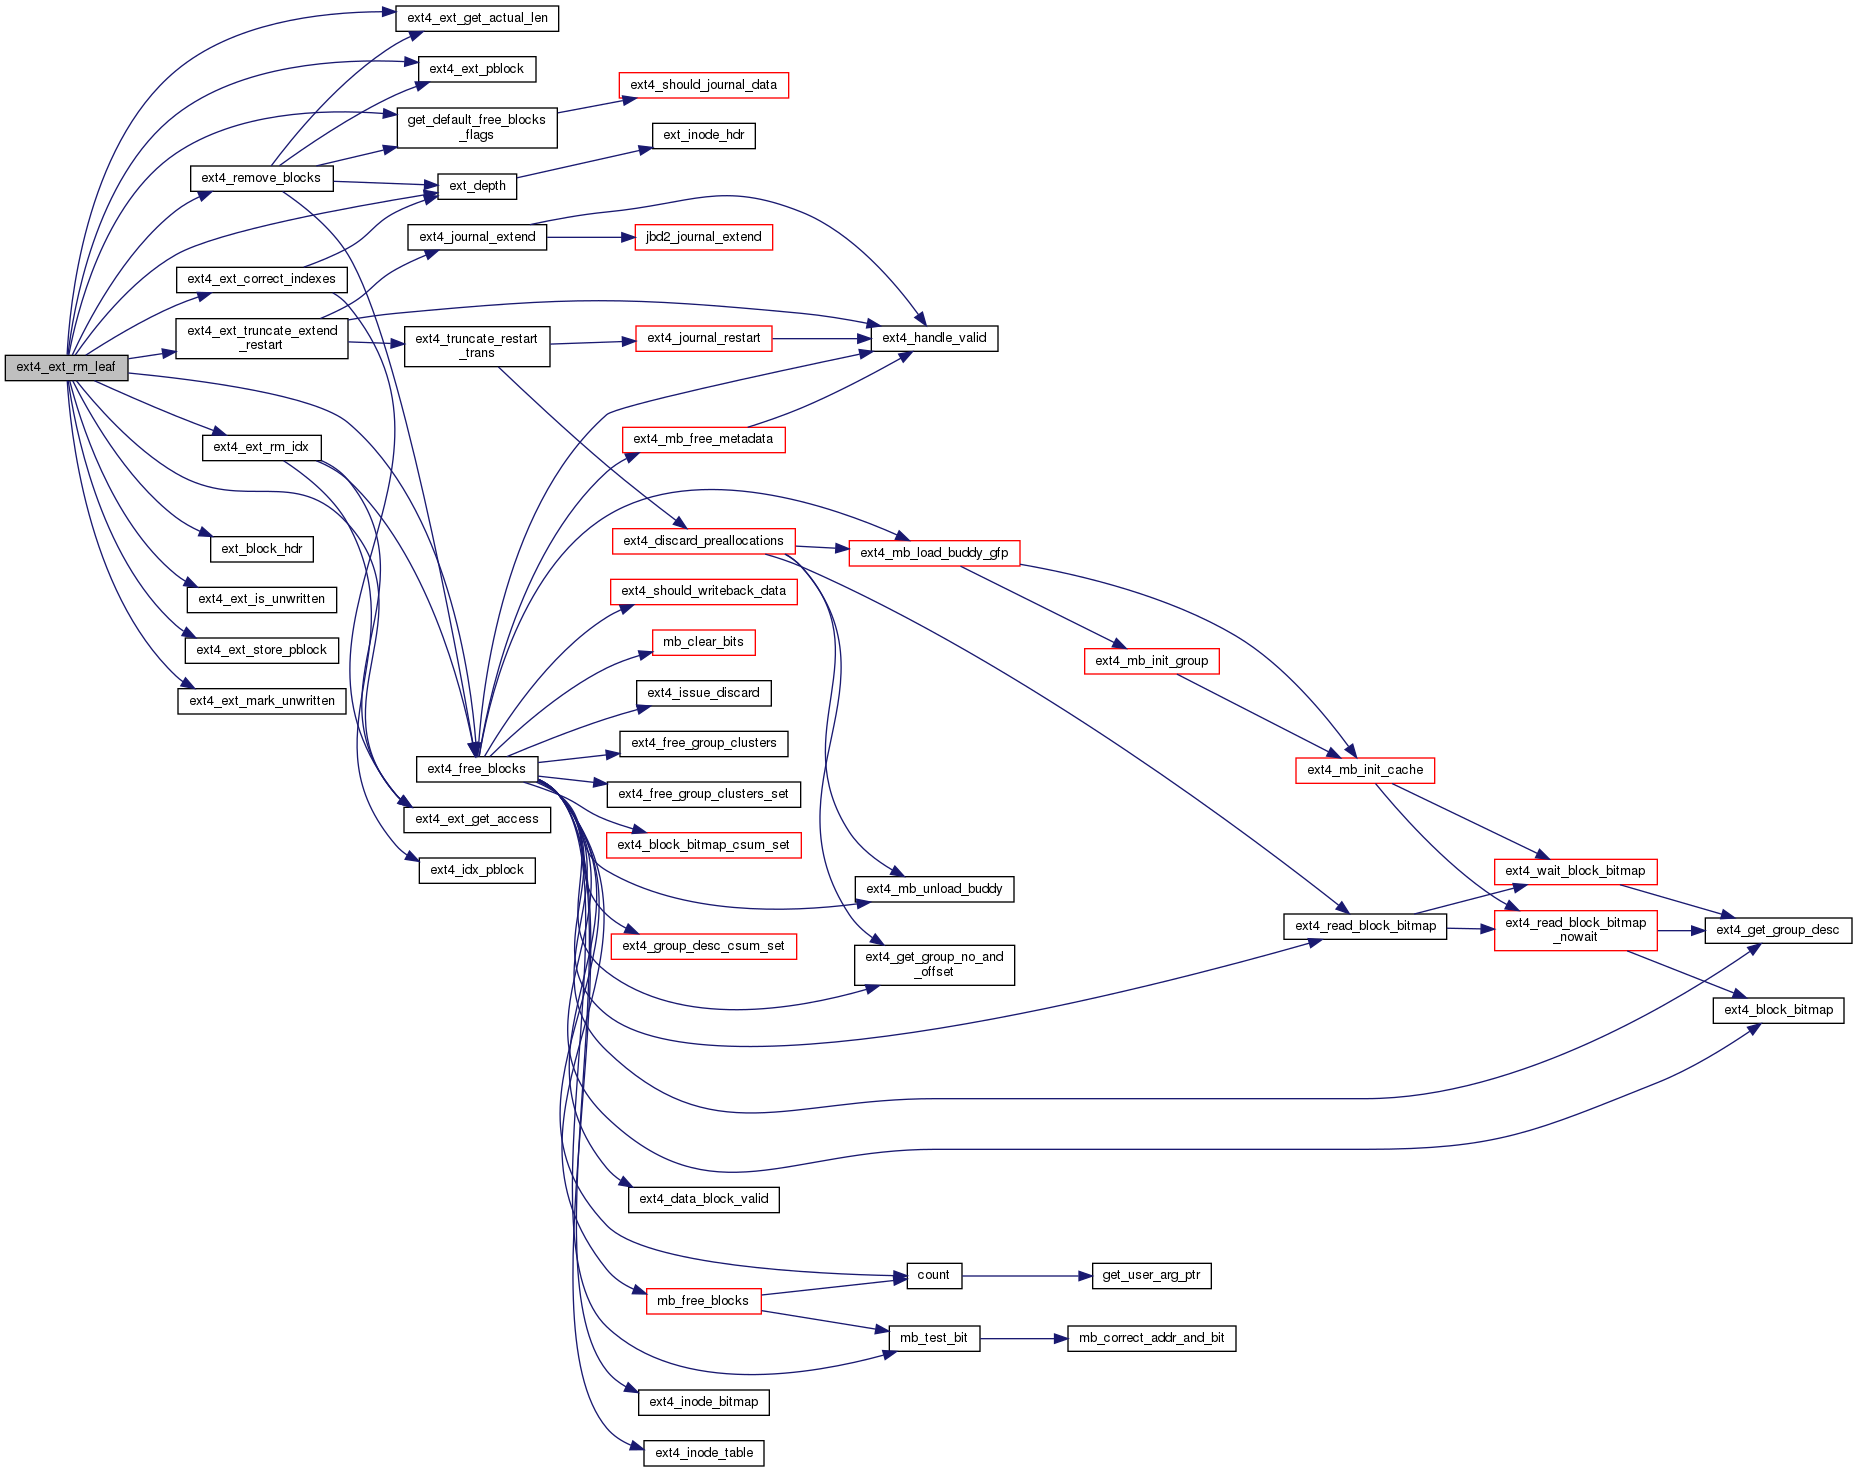 ext4_ext_get_actual_len
ext4_ext_pblock
ext4_should_journal_data
get_default_free_blocks
_flags
ext_inode_hdr
ext4_remove_blocks
ext_depth
ext4_journal_extend
jbd2_journal_extend
ext4_ext_correct_indexes
ext4_ext_truncate_extend
_restart
ext4_truncate_restart
_trans
ext4_journal_restart
ext4_handle_valid
ext4_ext_rm_leaf
ext4_ext_rm_idx
ext4_mb_free_metadata
ext_block_hdr
ext4_discard_preallocations
ext4_mb_load_buddy_gfp
ext4_ext_is_unwritten
ext4_should_writeback_data
ext4_ext_store_pblock
mb_clear_bits
ext4_mb_init_group
ext4_ext_mark_unwritten
ext4_issue_discard
ext4_free_group_clusters
ext4_free_blocks
ext4_mb_init_cache
ext4_free_group_clusters_set
ext4_ext_get_access
ext4_block_bitmap_csum_set
ext4_idx_pblock
ext4_wait_block_bitmap
ext4_mb_unload_buddy
ext4_read_block_bitmap
ext4_read_block_bitmap
_nowait
ext4_get_group_desc
ext4_group_desc_csum_set
ext4_get_group_no_and
_offset
ext4_block_bitmap
ext4_data_block_valid
count
get_user_arg_ptr
mb_free_blocks
mb_test_bit
mb_correct_addr_and_bit
ext4_inode_bitmap
ext4_inode_table